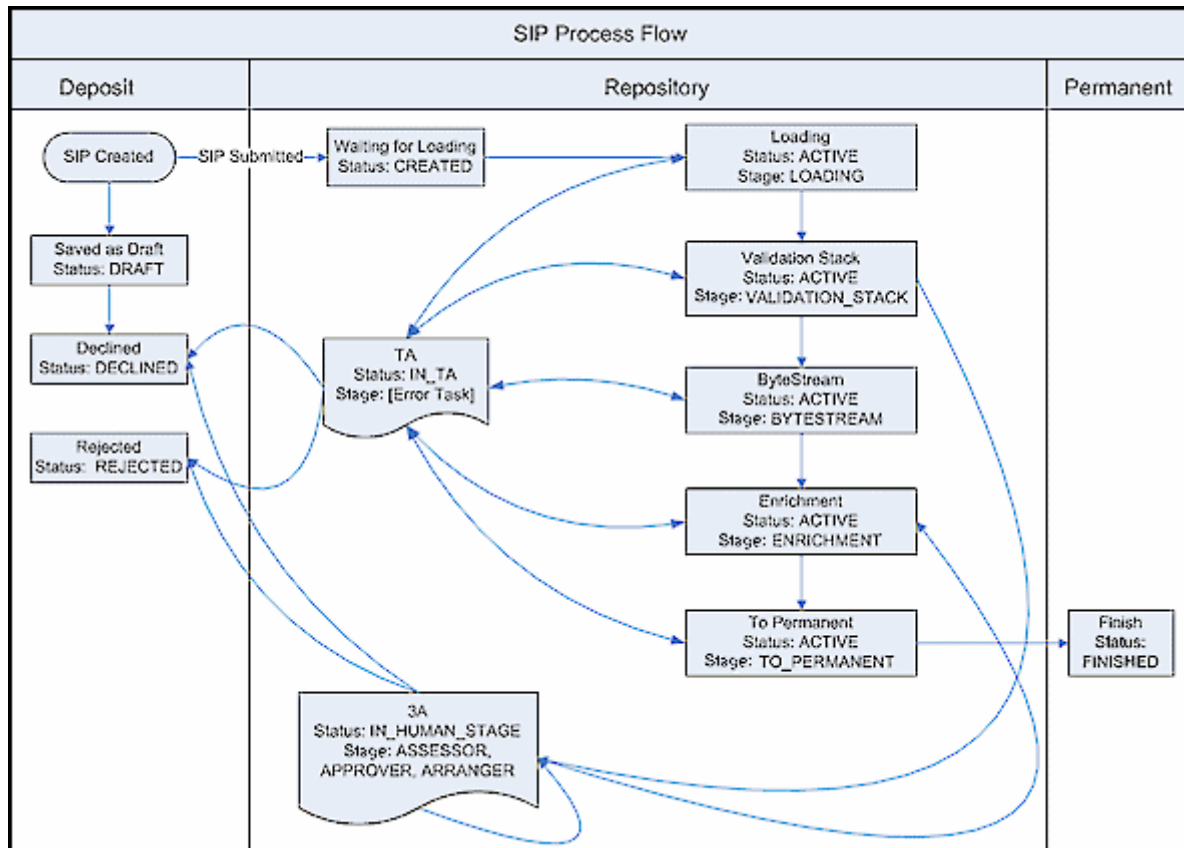 SIP Process Flow
Deposit
Repository
Permanent
SIP Created
SIP Submitted
Waiting for Loading
Status: CREATED
Loading
Status: ACTIVE
Stage: LOADING
Saved as Draft
Status: DRAFT
Validation Stack
Status: ACTIVE
Stage: VALIDATION_STACK
Declined
Status: DECLINED
TA
Status: IN_TA
Stage: [Error Task]
ByteStream
Status: ACTIVE
Stage: BYTESTREAM
Rejected
Status: REJECTED
Enrichment
Status: ACTIVE
Stage: ENRICHMENT
To Permanent
Status: ACTIVE
Stage: TO_PERMANENT
Finish
Status:
FINISHED
3A
Status: IN_HUMAN_STAGE
Stage: ASSESSOR,
APPROVER, ARRANGER